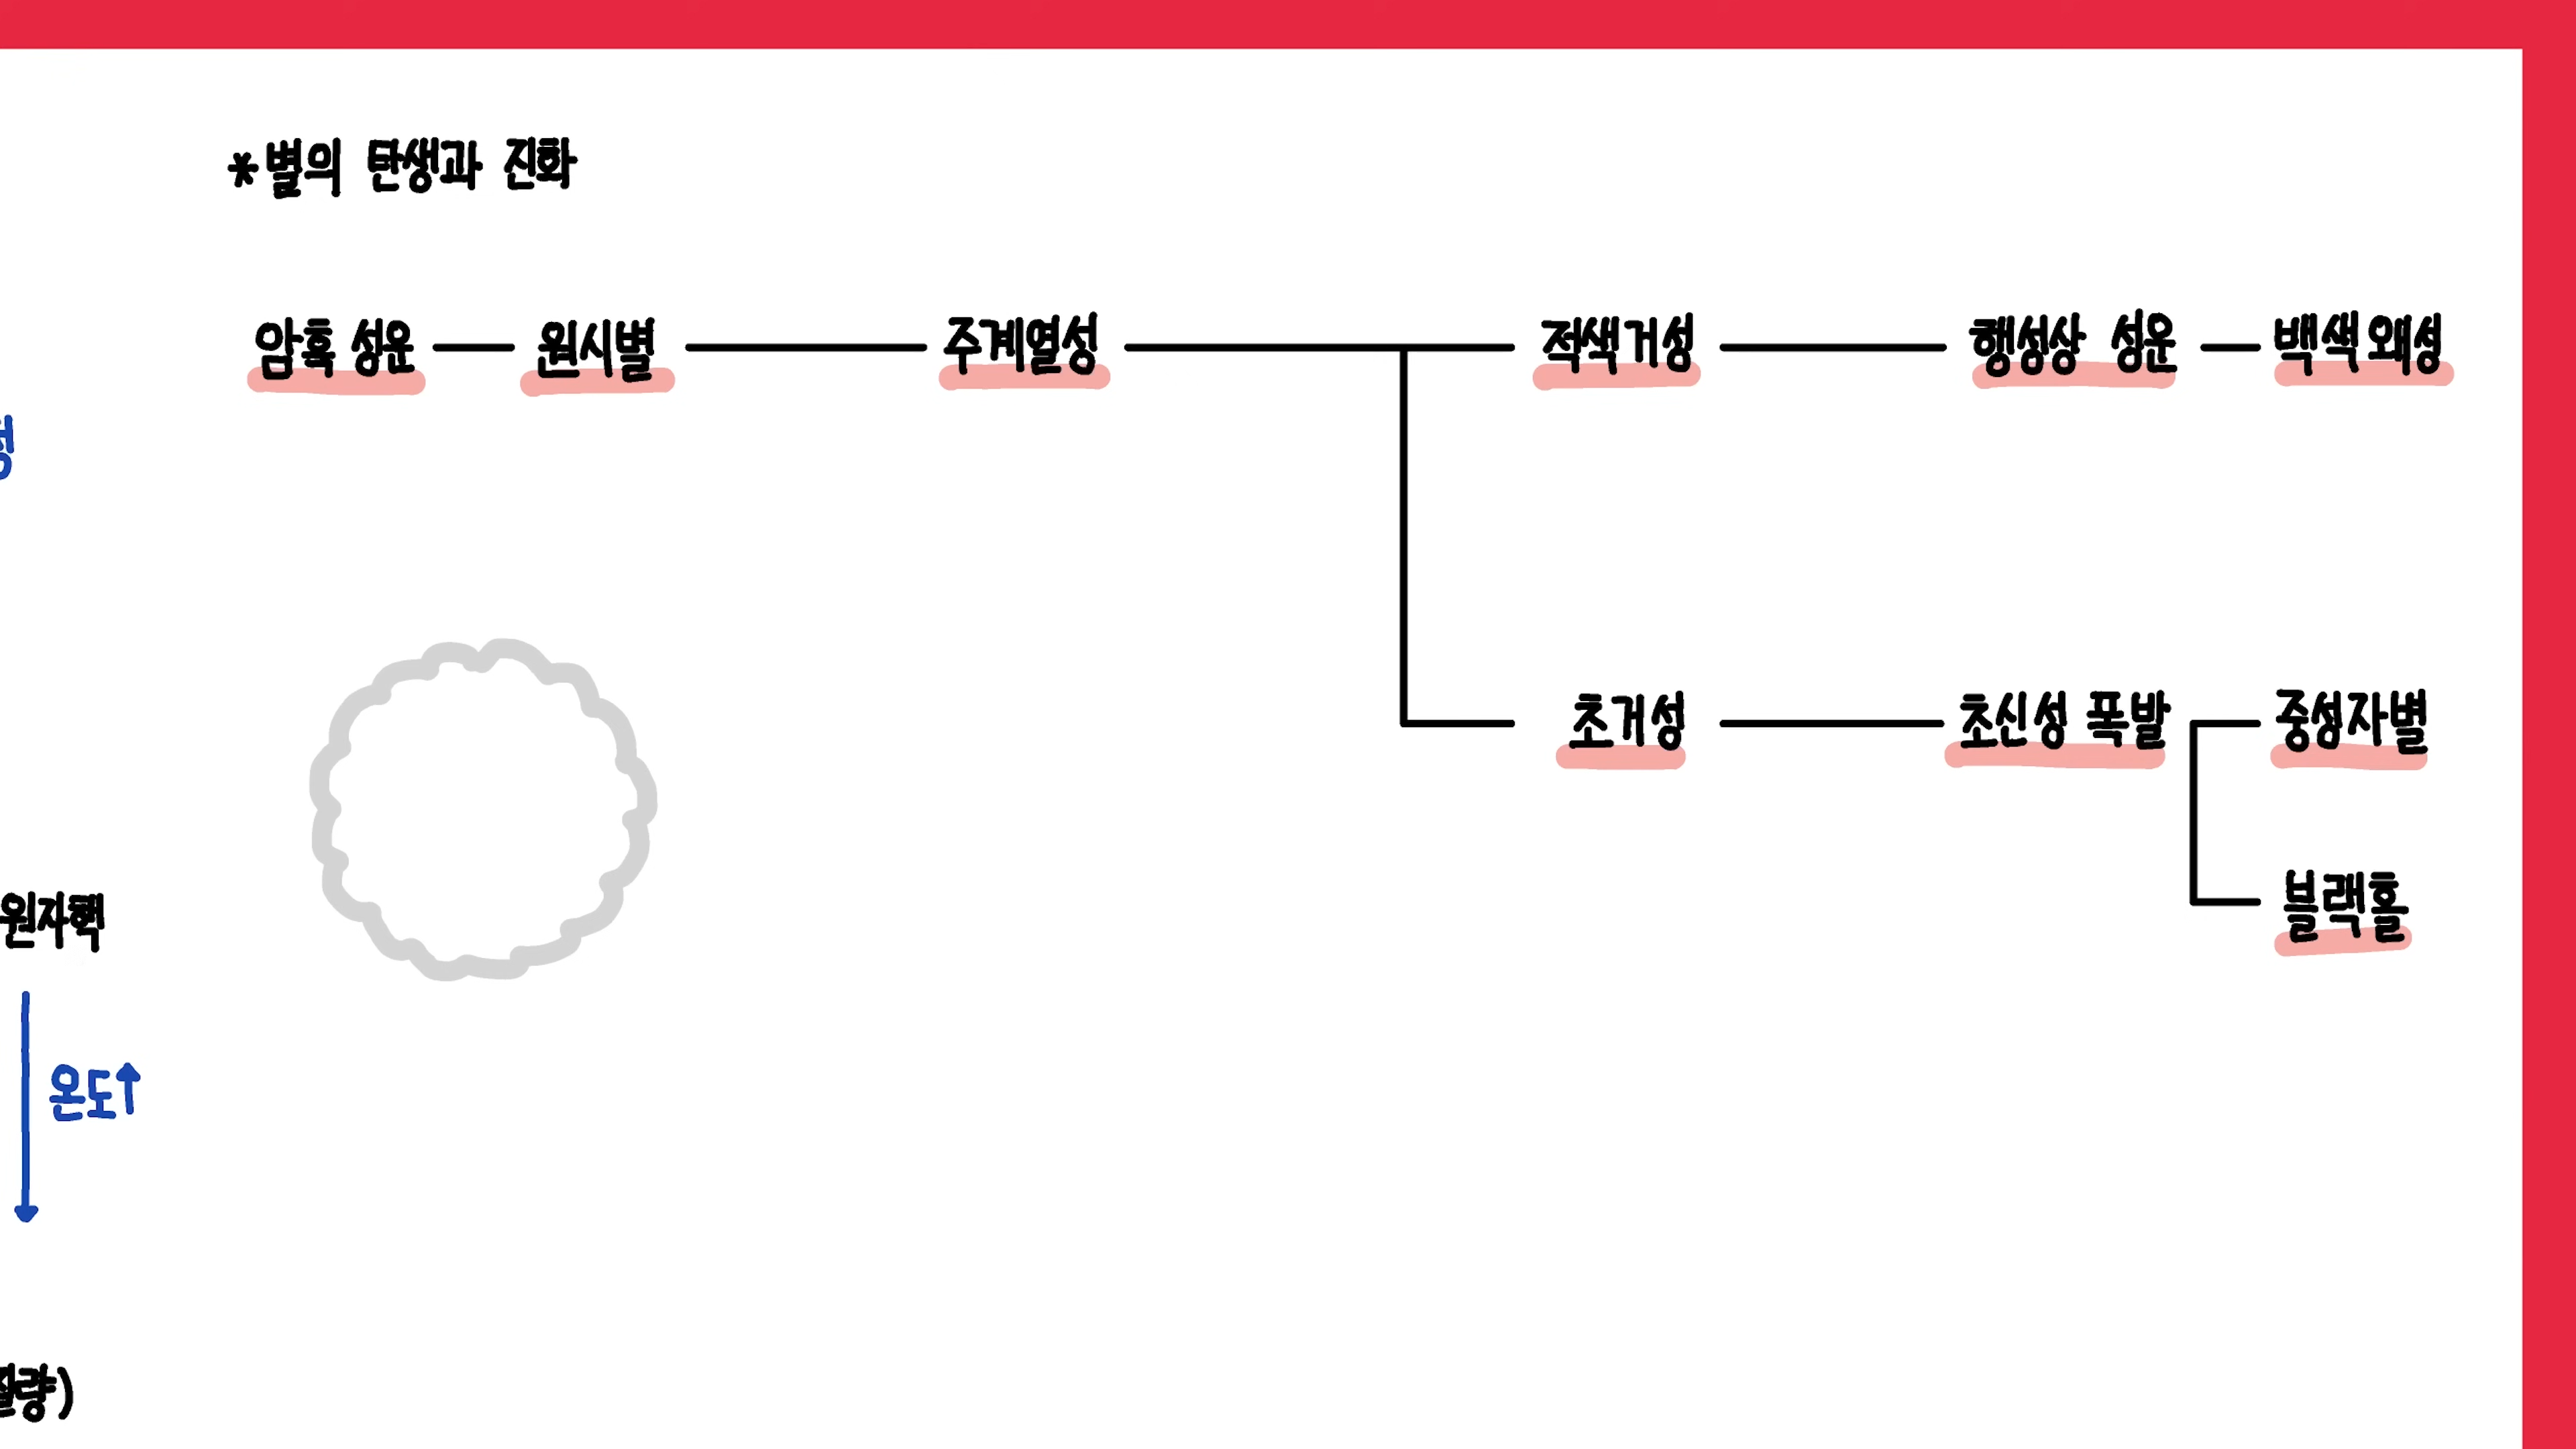 *별의 탄생과 진화
암흑 성운 원시별 주계열성 적색거성 행성상 성운 백색왜성
초거성 초신성 폭발 중성자별
블랙홀
원자핵
온도↑
질량)